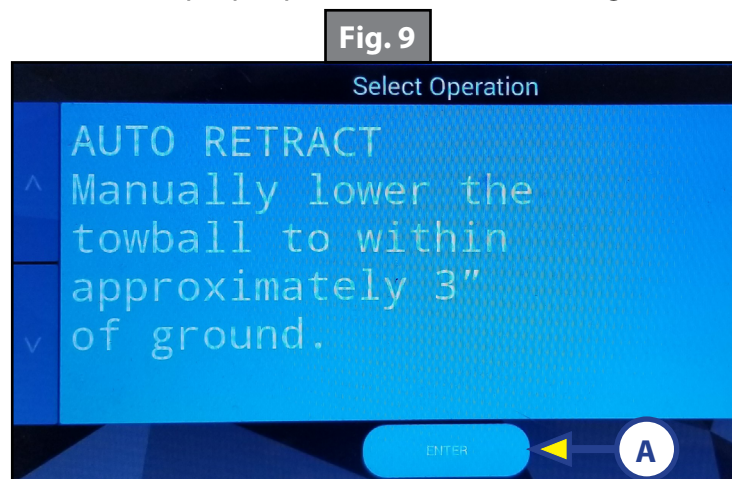 Fig. 9
Select Operation
AUTO RETRACT
Manually lower the
towball to within
approximately 3”
of ground.
ENTER
A